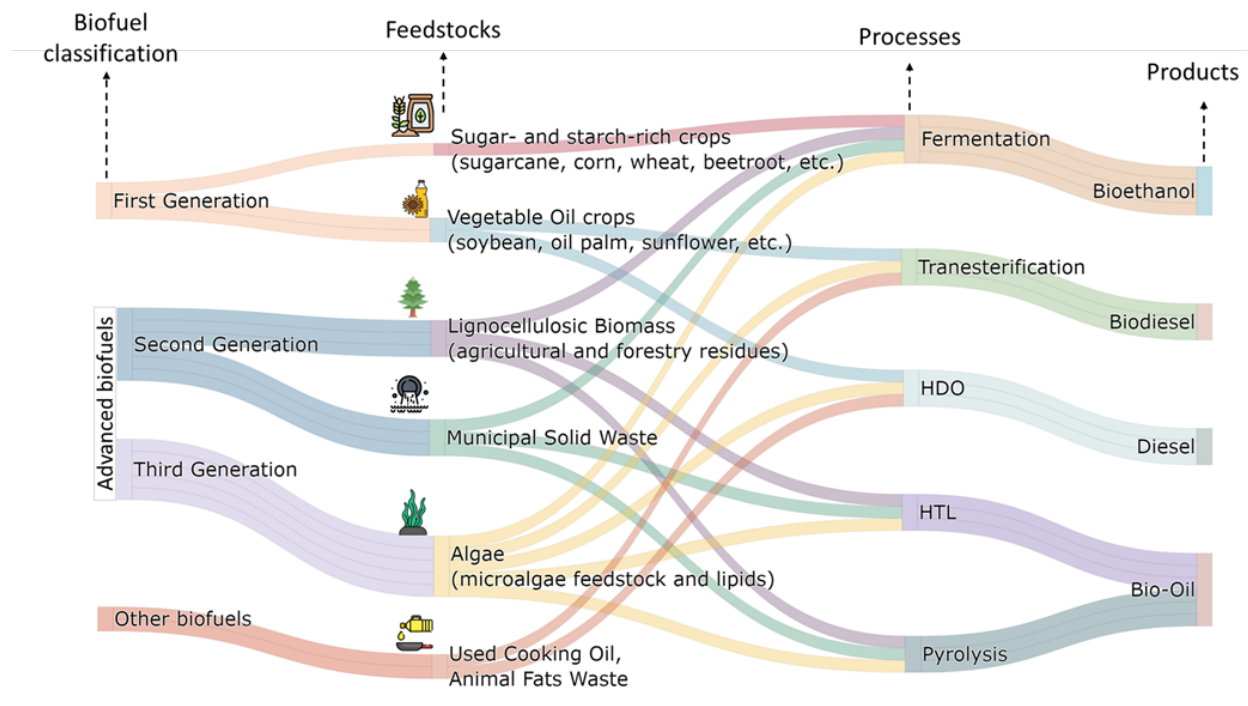 Biofuel
classification
Feedstocks
Processes
Products
Sugar- and starch-rich crops
(sugarcane, corn, wheat, beetroot, etc.)
Fermentation
First Generation
Bioethanol
Vegetable Oil crops
(soybean, oil palm, sunflower, etc.)
Tranesterification
Biodiesel
Advanced biofuels
Second Generation
Lignocellulosic Biomass
(agricultural and forestry residues)
HDO
Municipal Solid Waste
Diesel
Third Generation
HTL
Algae
(microalgae feedstock and lipids)
Bio-Oil
Other biofuels
Used Cooking Oil,
Animal Fats Waste
Pyrolysis